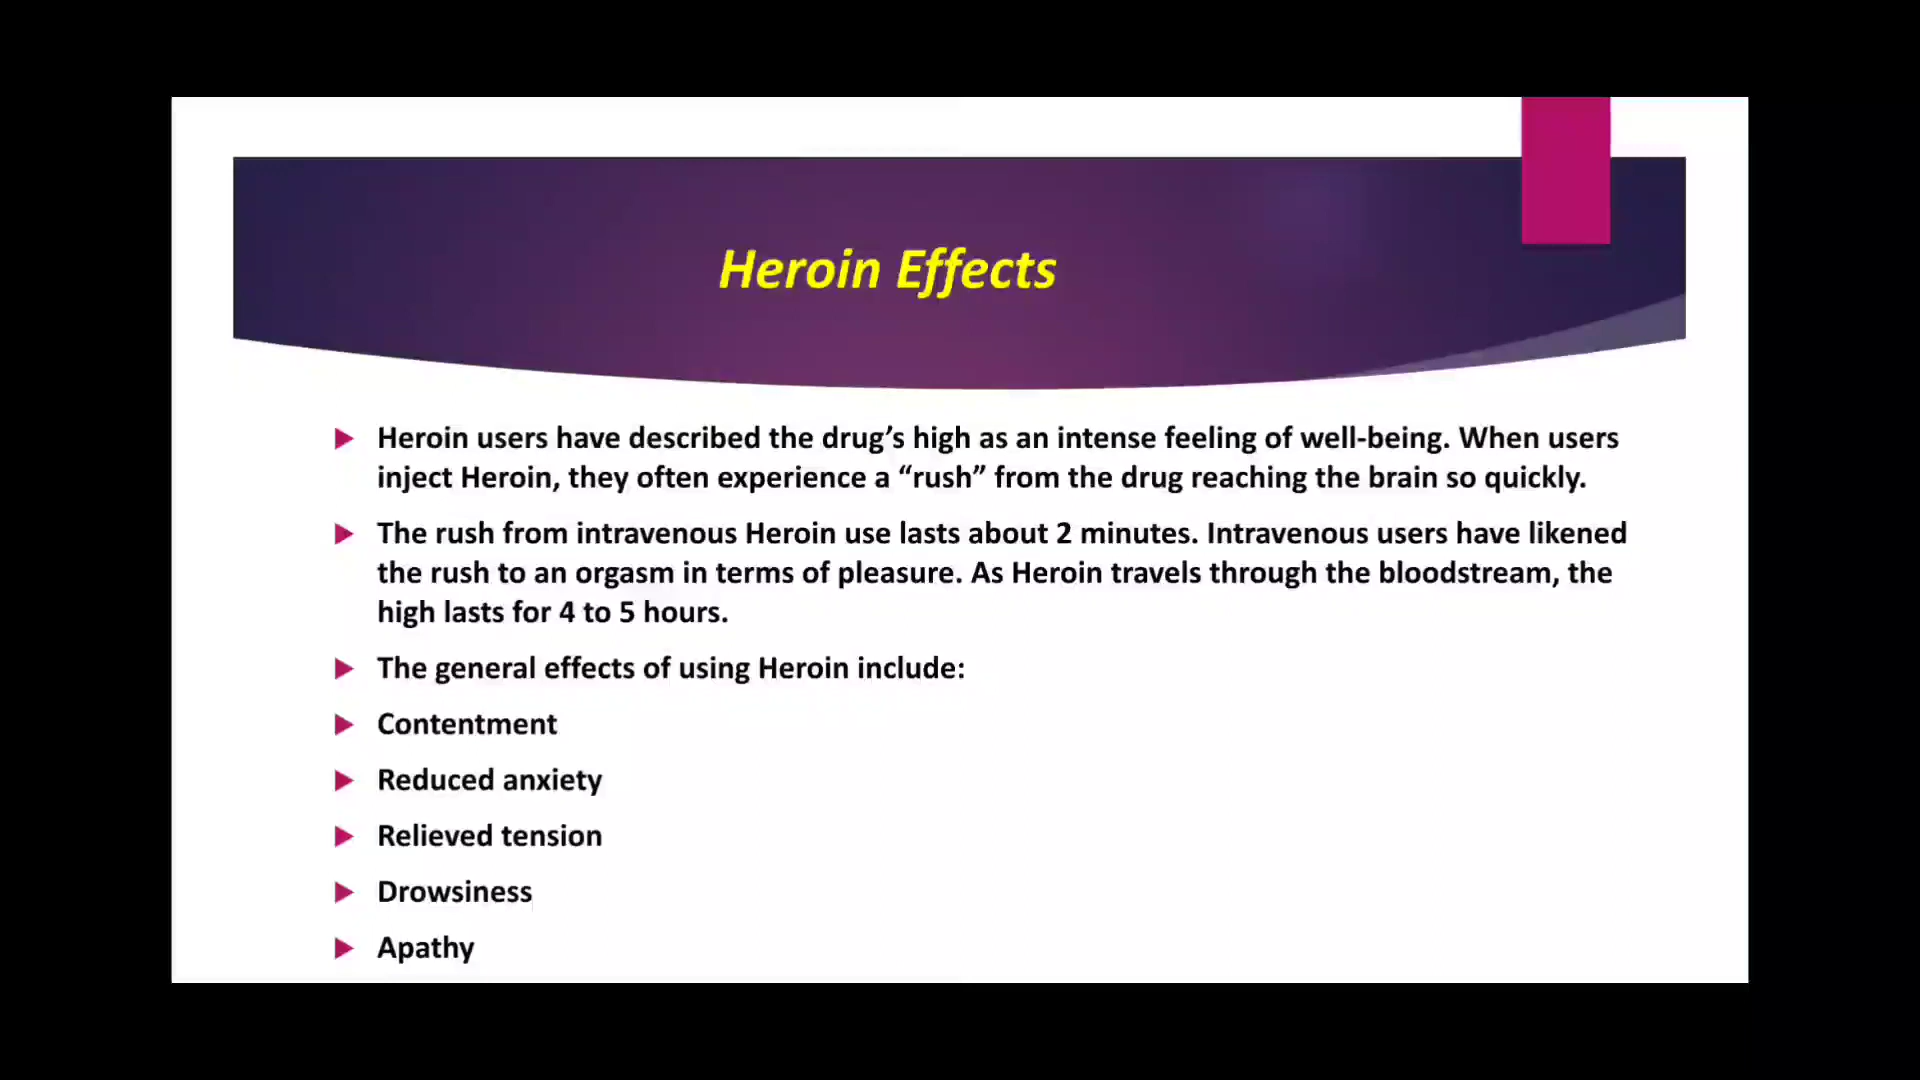 Heroin Effects
Heroin users have described the drug’s high as an intense feeling of well-being. When users
inject Heroin, they often experience a “rush” from the drug reaching the brain so quickly.
The rush from intravenous Heroin use lasts about 2 minutes. Intravenous users have likened
the rush to an orgasm in terms of pleasure. As Heroin travels through the bloodstream, the
high lasts for 4 to 5 hours.
The general effects of using Heroin include:
Contentment
Reduced anxiety
Relieved tension
Drowsiness
Apathy